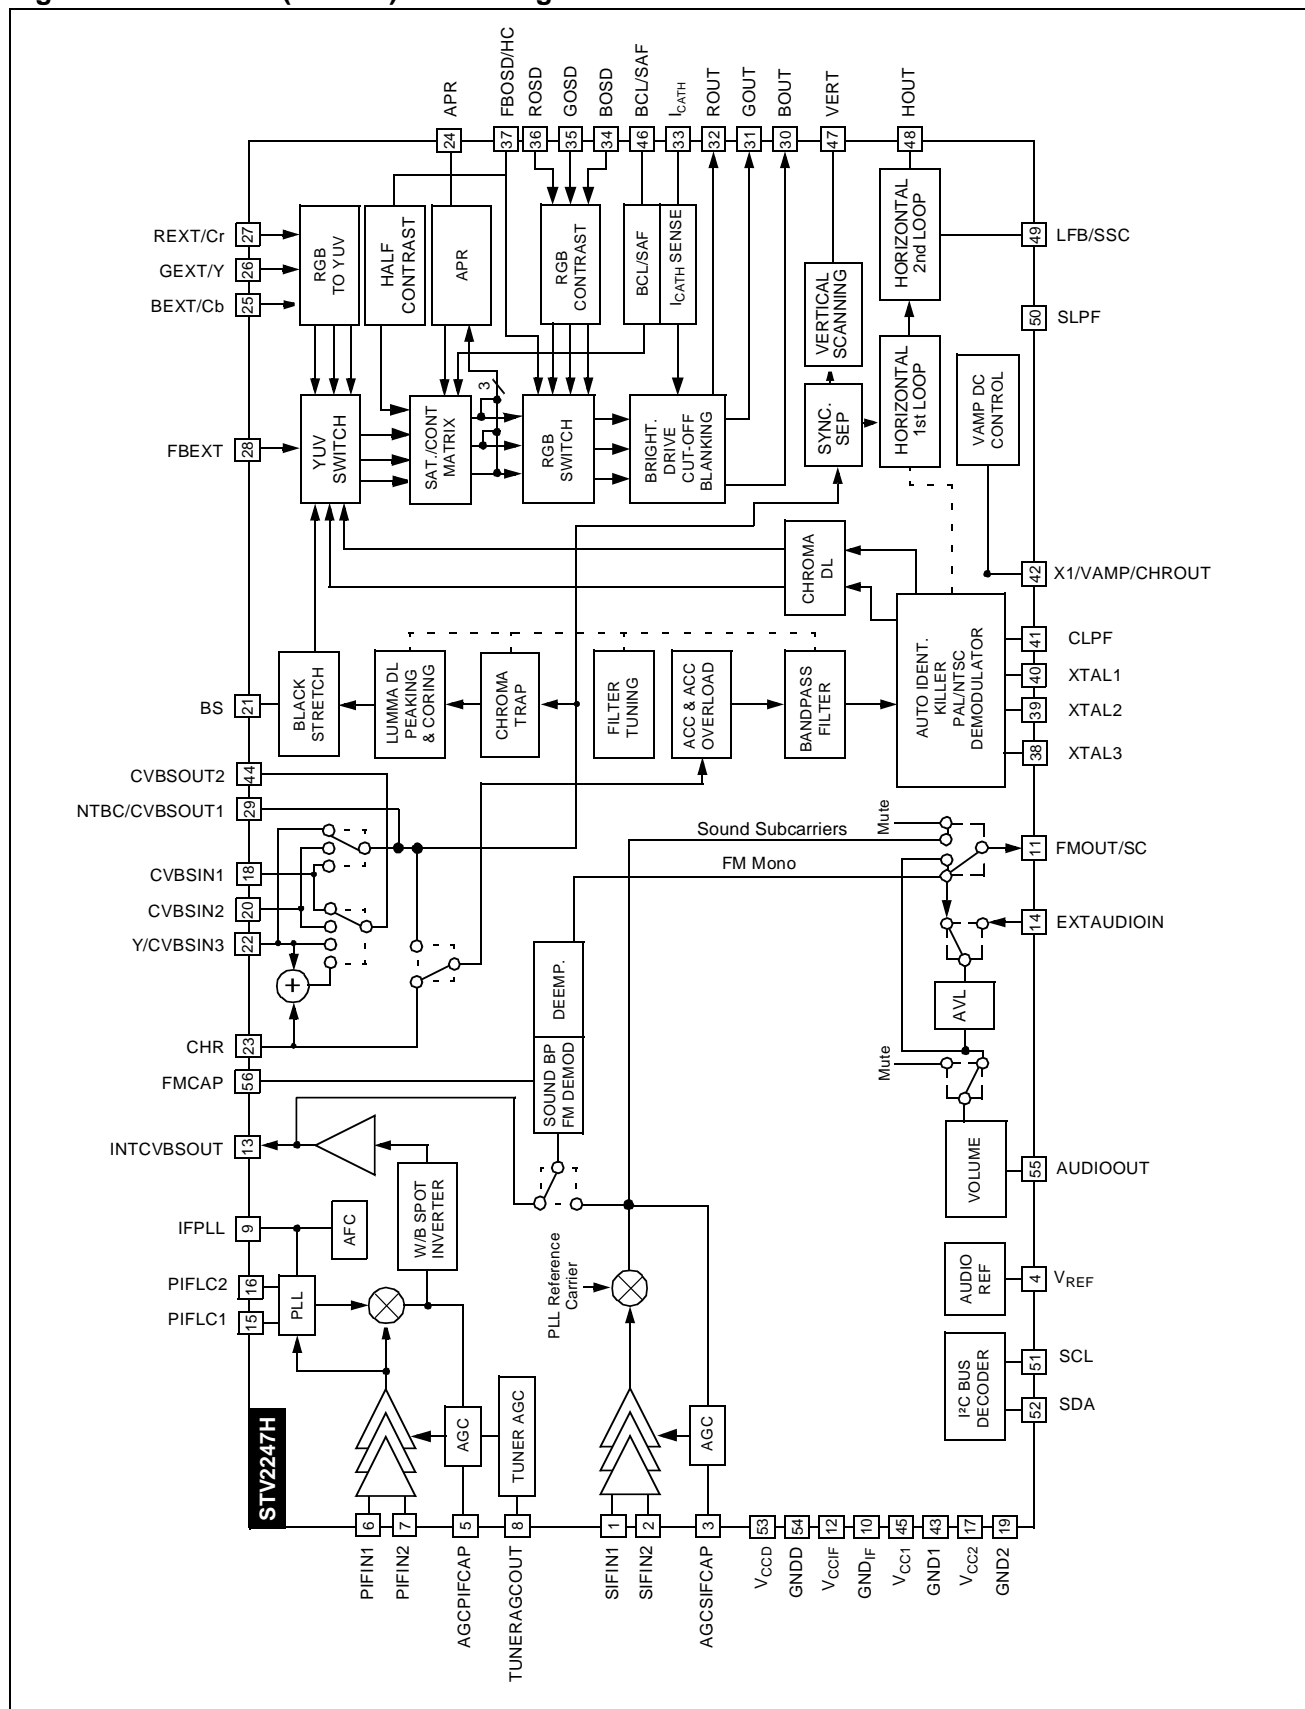 APR
FBOSD/HC
ROSD
GOSD
BOSD
BCL/SAF
ICATH
ROUT
GOUT
BOUT
VERT
HOUT
24
37
36
35
34
46
33
32
31
30
47
48
REXT/Cr
27
GEXT/Y
26
BEXT/Cb
25
RGB
TO YUV
HALF
CONTRAST
APR
RGB
CONTRAST
BCL/SAF
ICATH SENSE
VERTICAL
SCANNING
HORIZONTAL
2nd LOOP
49
LFB/SSC
50
SLPF
3
FBEXT
28
YUV
SWITCH
SAT./CONT
MATRIX
RGB
SWITCH
BRIGHT.
DRIVE
CUT-OFF
BLANKING
SYNC.
SEP
HORIZONTAL
1st LOOP
VAMP DC
CONTROL
CHROMA
DL
42
X1/VAMP/CHROUT
BS
21
BLACK
STRETCH
LUMMA DL
PEAKING
& CORING
CHROMA
TRAP
FILTER
TUNING
ACC & ACC
OVERLOAD
BANDPASS
FILTER
AUTO IDENT.
KILLER
PAL/NTSC
DEMODULATOR
41
CLPF
40
XTAL1
39
XTAL2
38
XTAL3
CVBSOUT2
44
NTBC/CVBSOUT1
29
CVBSIN1
18
CVBSIN2
20
Y/CVBSIN3
22
+
CHR
23
FMCAP
56
Sound Subcarriers
FM Mono
Mute
11
FMOUT/SC
14
EXTAUDIOIN
DEEMP.
SOUND BP
FM DEMOD
AVL
Mute
VOLUME
55
AUDIOOUT
INTCVBSOUT
13
W/B SPOT
INVERTER
IFPLL
9
AFC
PIFLC2
16
PIFLC1
15
PLL
PLL Reference
Carrier
AUDIO
REF
4
VREF
I²C BUS
DECODER
51
SCL
52
SDA
STV2247H
AGC
TUNER AGC
AGC
6
7
5
8
1
2
3
53
54
12
10
45
43
17
19
PIFIN1
PIFIN2
AGCPIFCAP
TUNERAGCOUT
SIFIN1
SIFIN2
AGCSIFCAP
VCCD
GNDD
VCCIF
GNDIF
VCC1
GND1
VCC2
GND2